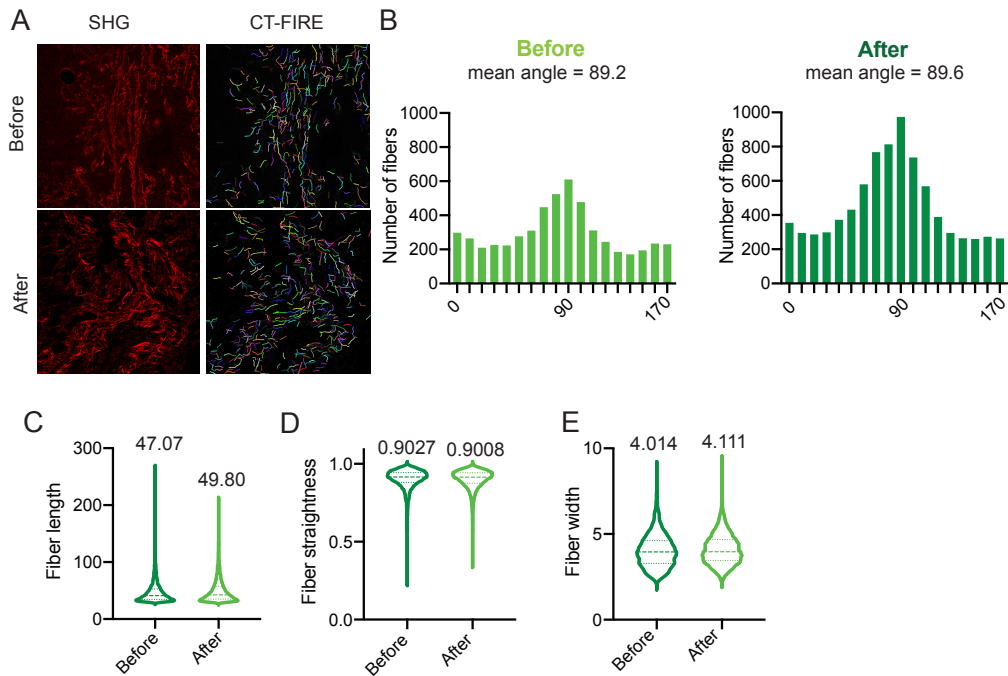 A
SHG
CT-FIRE
Before
After
B
Before
mean angle = 89.2
Number of fibers
1000
800
600
400
200
0
0
90
170
After
mean angle = 89.6
Number of fibers
1000
800
600
400
200
0
0
90
170
C
Fiber length
300
200
100
0
47.07
49.80
Before
After
D
Fiber straightness
1.0
0.5
0.0
0.9027
0.9008
Before
After
E
Fiber width
10
5
0
4.014
4.111
Before
After